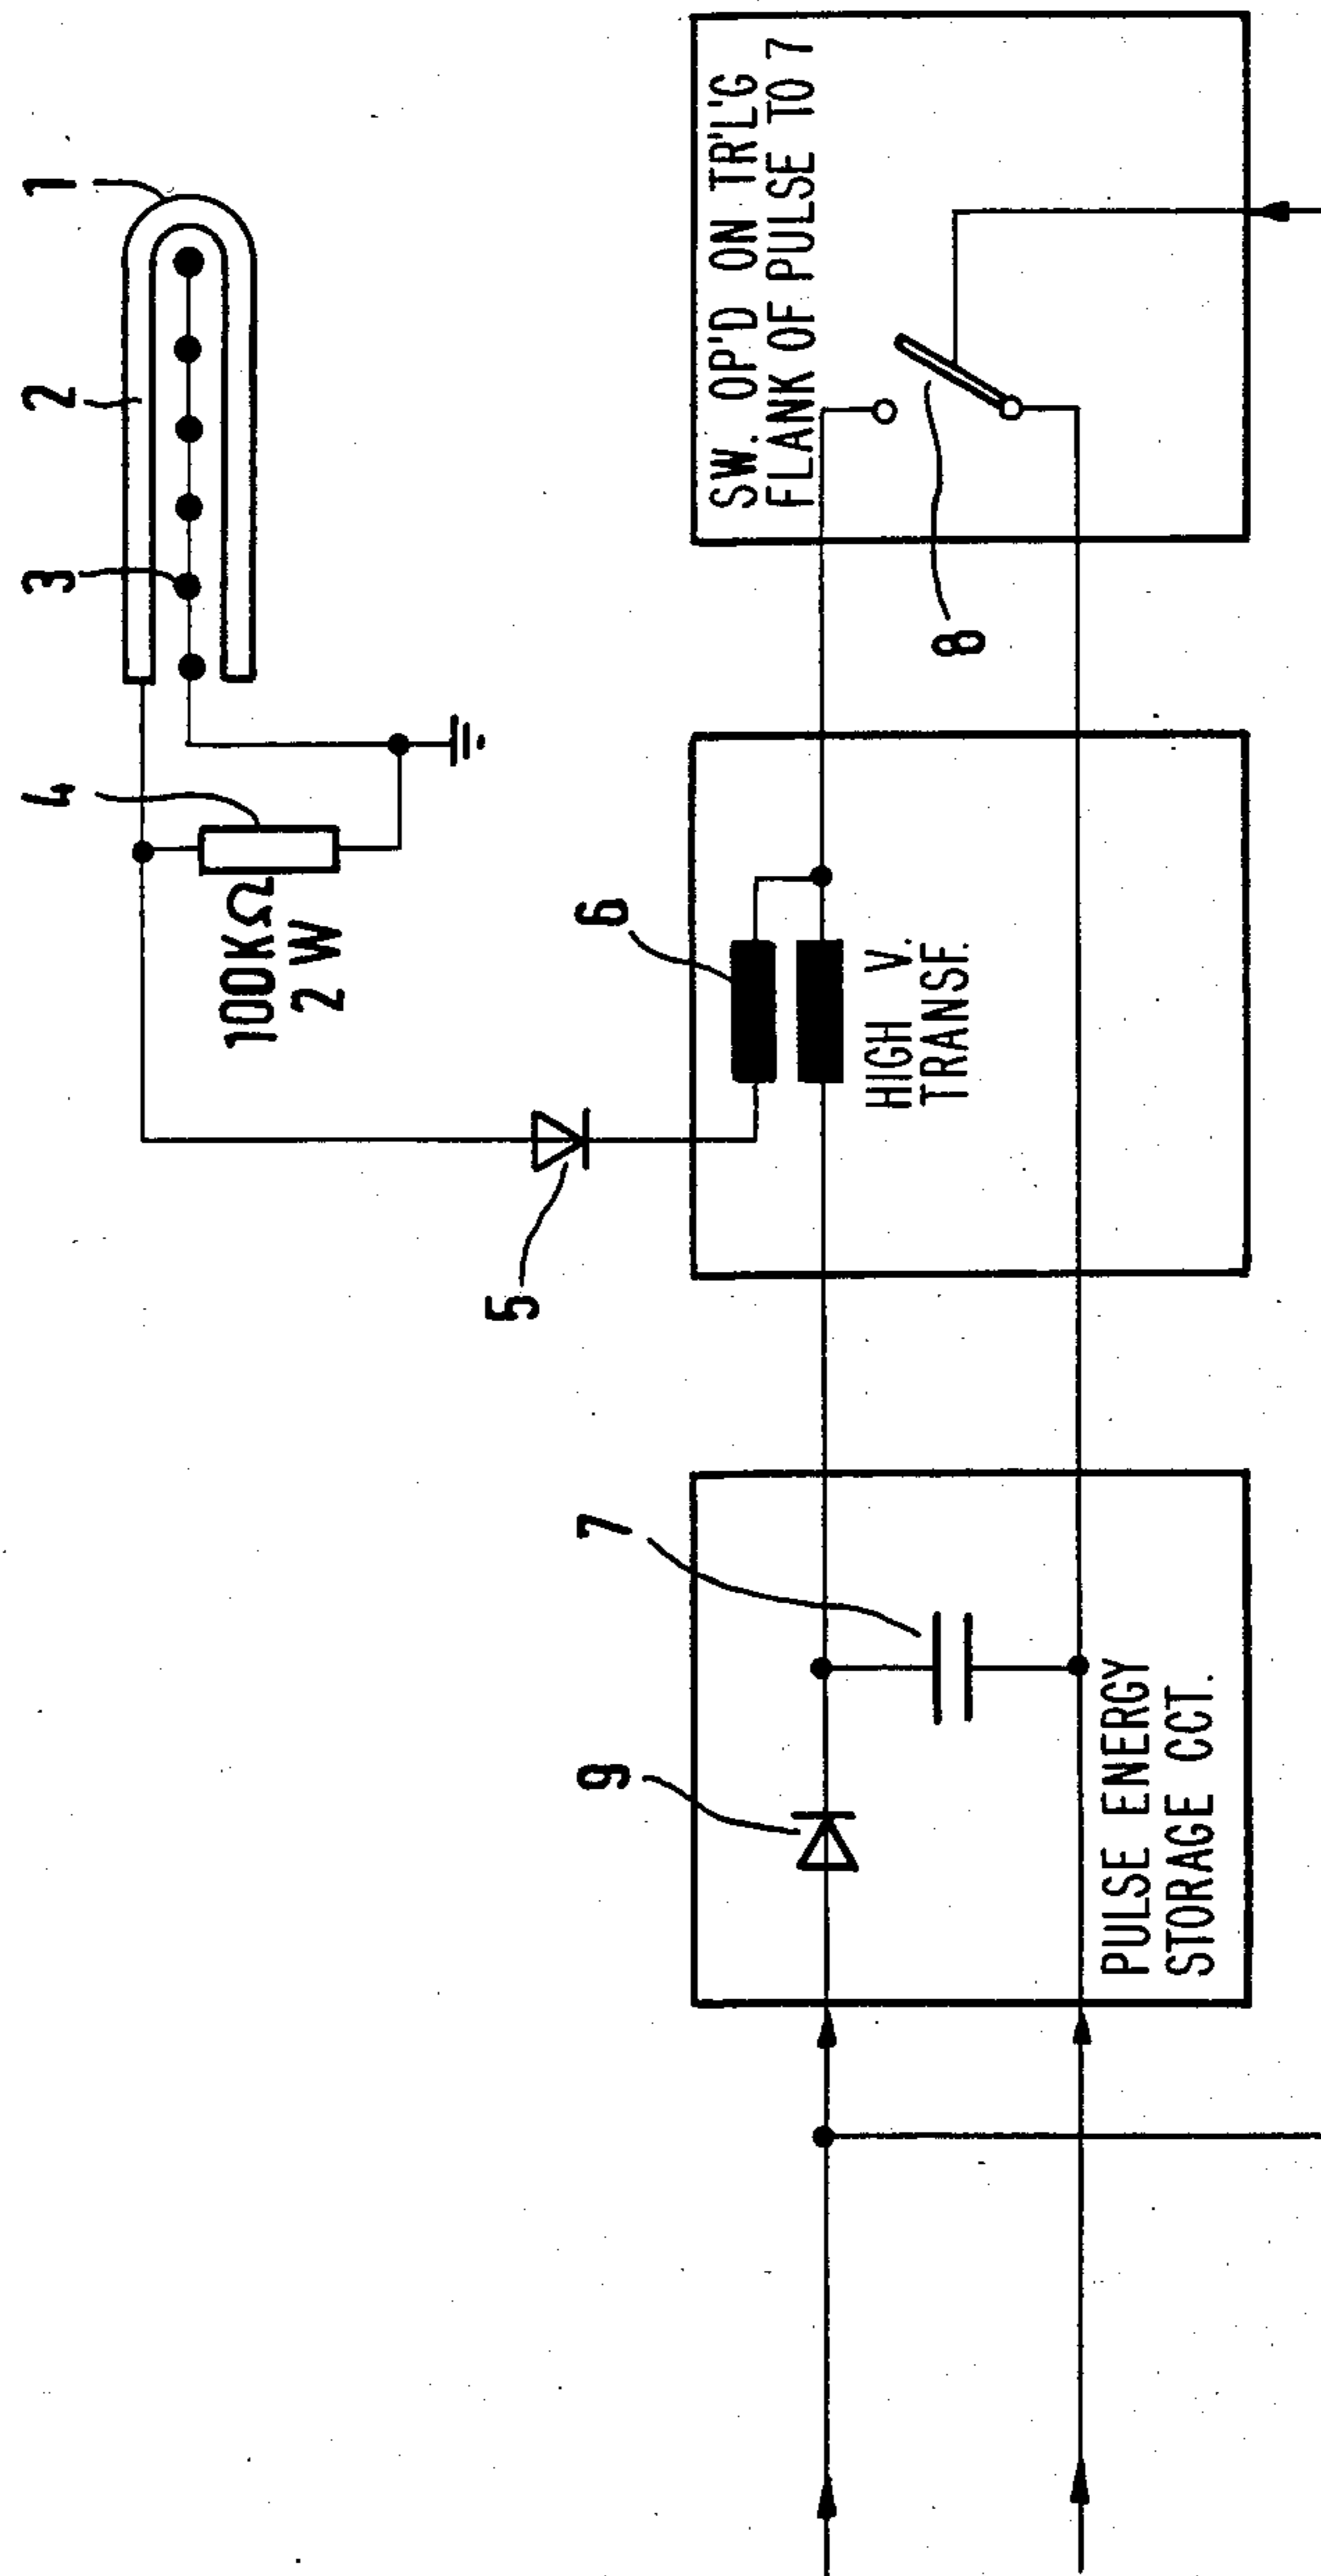 1
2
3
4
100KΩ
2 W
5
6
HIGH V.
TRANSF.
SW. OP'D ON TR'L'G
FLANK OF PULSE TO 7
8
7
9
PULSE ENERGY
STORAGE CCT.